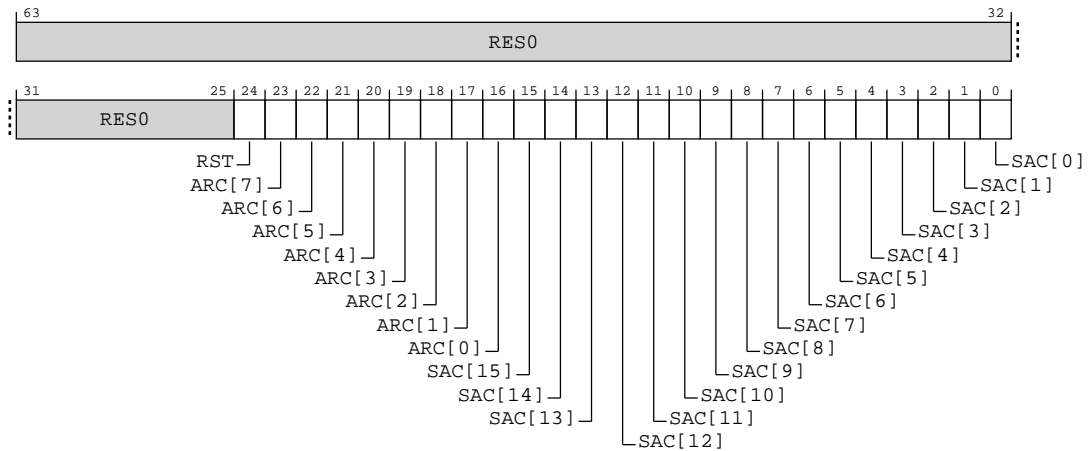 63 32
RES0
31 25 24 23 22 21 20 19 18 17 16 15 14 13 12 11 10 9 8 7 6 5 4 3 2 1 0
RES0
RST SAC[0]
ARC[7] SAC[1]
ARC[6] SAC[2]
ARC[5] SAC[3]
ARC[4] SAC[4]
ARC[3] SAC[5]
ARC[2] SAC[6]
ARC[1] SAC[7]
ARC[0] SAC[8]
SAC[15] SAC[9]
SAC[14] SAC[10]
SAC[13] SAC[11]
SAC[12]